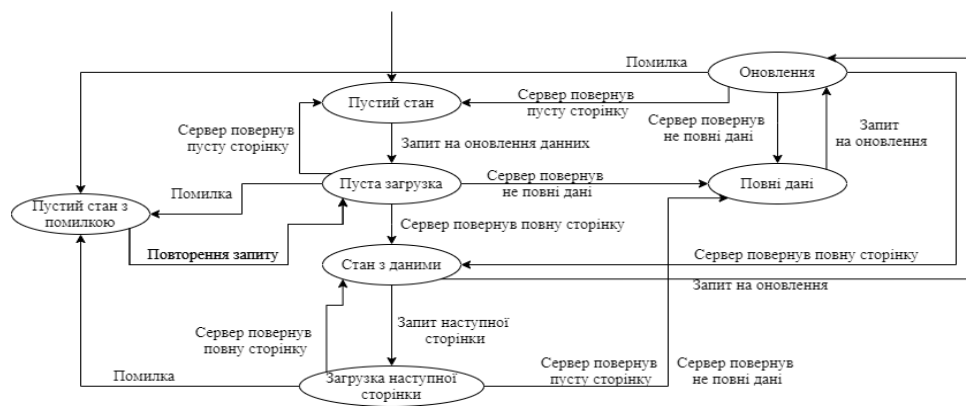 Помилка
Оновлення
Пустий стан
Сервер повернув
пусту сторінку
Сервер повернув
пусту сторінку
Сервер повернув
не повні дані
Запит
на оновлення
Запит на оновлення данних
Пуста загрузка
Сервер повернув
не повні дані
Повні дані
Помилка
Пустий стан з
помилкою
Сервер повернув повну сторінку
Повторення запиту
Стан з даними
Сервер повернув повну сторінку
Запит на оновлення
Сервер повернув
повну сторінку
Запит наступної
сторінки
Помилка
Загрузка наступної
сторінки
Сервер повернув
пусту сторінку
Сервер повернув
не повні дані